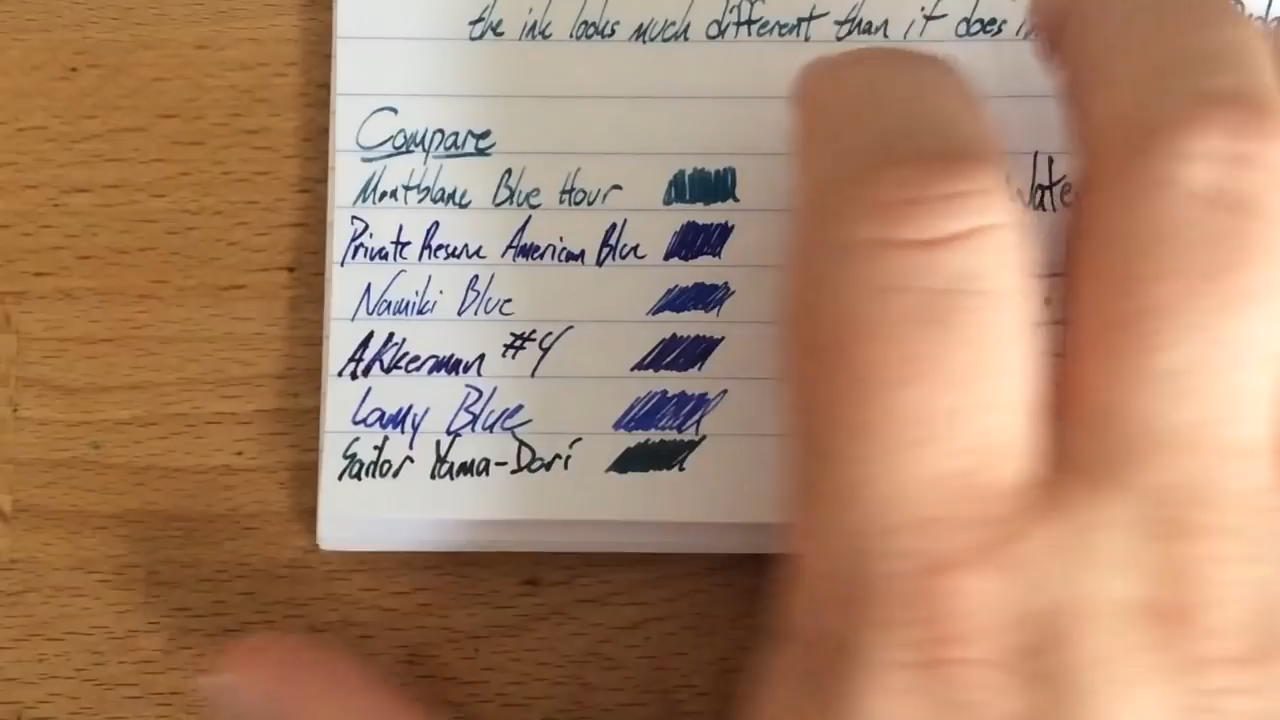 the ink looks much different than it does
Compare
Montblanc Blue Hour
Private Reserve American Blue
Namiki Blue
Akkerman #4
Lamy Blue
Sailor Yama-Dori